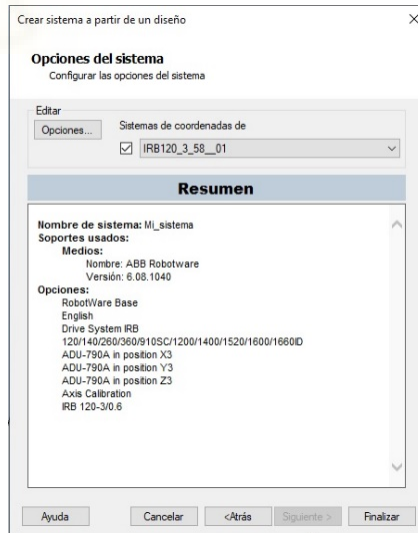 Crear sistema a partir de un diseño
Opciones del sistema
Configurar las opciones del sistema
Editar
Opciones...
Sistemas de coordenadas de
IRB120_3_58__01
Resumen
Nombre de sistema: Mi_sistema
Soportes usados:
Medios:
Nombre: ABB Robotware
Versión: 6.08.1040
Opciones:
RobotWare Base
English
Drive System IRB
120/140/260/360/910SC/1200/1400/1520/1600/1660ID
ADU-790A in position X3
ADU-790A in position Y3
ADU-790A in position Z3
Axis Calibration
IRB 120-3/0.6
Ayuda
Cancelar
<Atrás
Siguiente >
Finalizar